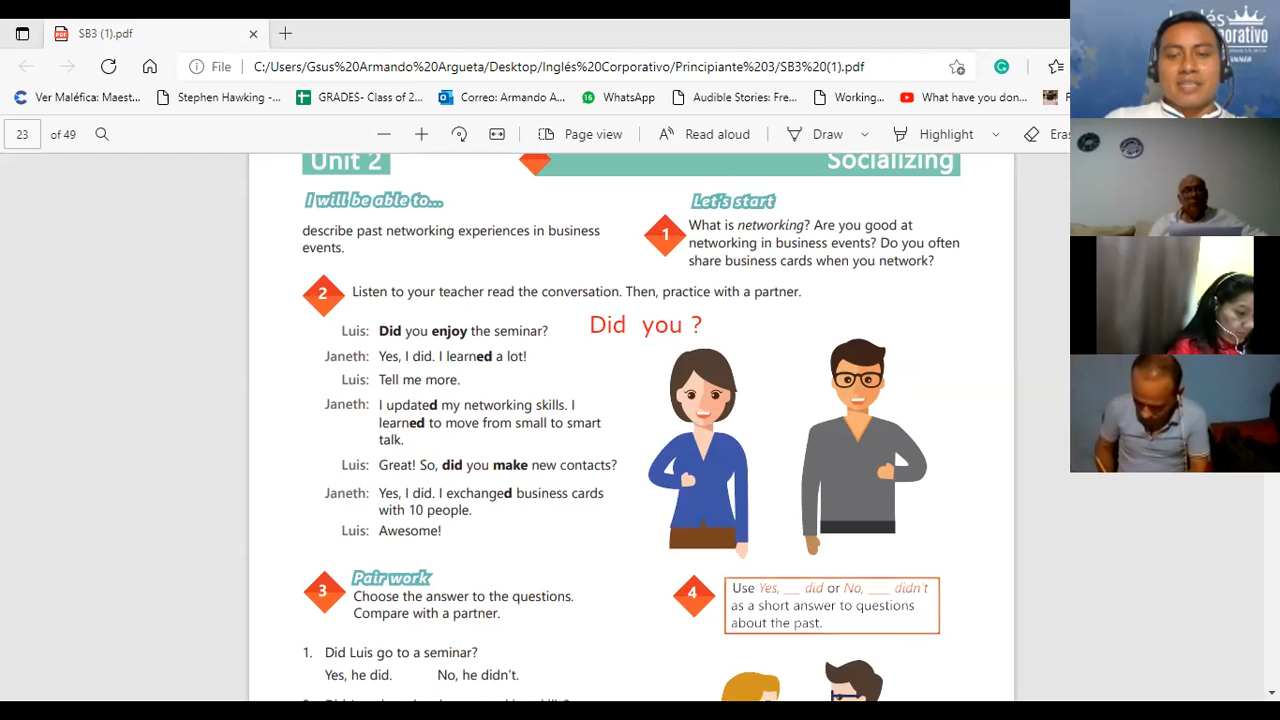 SB3 (1).pdf
File C:/Users/Gsus%20Armando%20Argueta/Desktop/Inglés%20Corporativo/Principiante%203/SB3%20(1).pdf
Ver Maléfica: Maest... Stephen Hawking -... GRADES- Class of 2... Correo: Armando A... WhatsApp Audible Stories: Fre... Working... What have you don...
23 of 49 Page view Read aloud Draw Highlight Eras
Unit 2 Socializing
I will be able to...
describe past networking experiences in business
events.
Let's start
1 What is networking? Are you good at
networking in business events? Do you often
share business cards when you network?
2 Listen to your teacher read the conversation. Then, practice with a partner.
Did you ?
Luis: Did you enjoy the seminar?
Janeth: Yes, I did. I learned a lot!
Luis: Tell me more.
Janeth: I updated my networking skills. I
learned to move from small to smart
talk.
Luis: Great! So, did you make new contacts?
Janeth: Yes, I did. I exchanged business cards
with 10 people.
Luis: Awesome!
3 Pair work
Choose the answer to the questions.
Compare with a partner.
4 Use Yes, __ did or No, ___ didn't
as a short answer to questions
about the past.
1. Did Luis go to a seminar?
Yes, he did. No, he didn't.